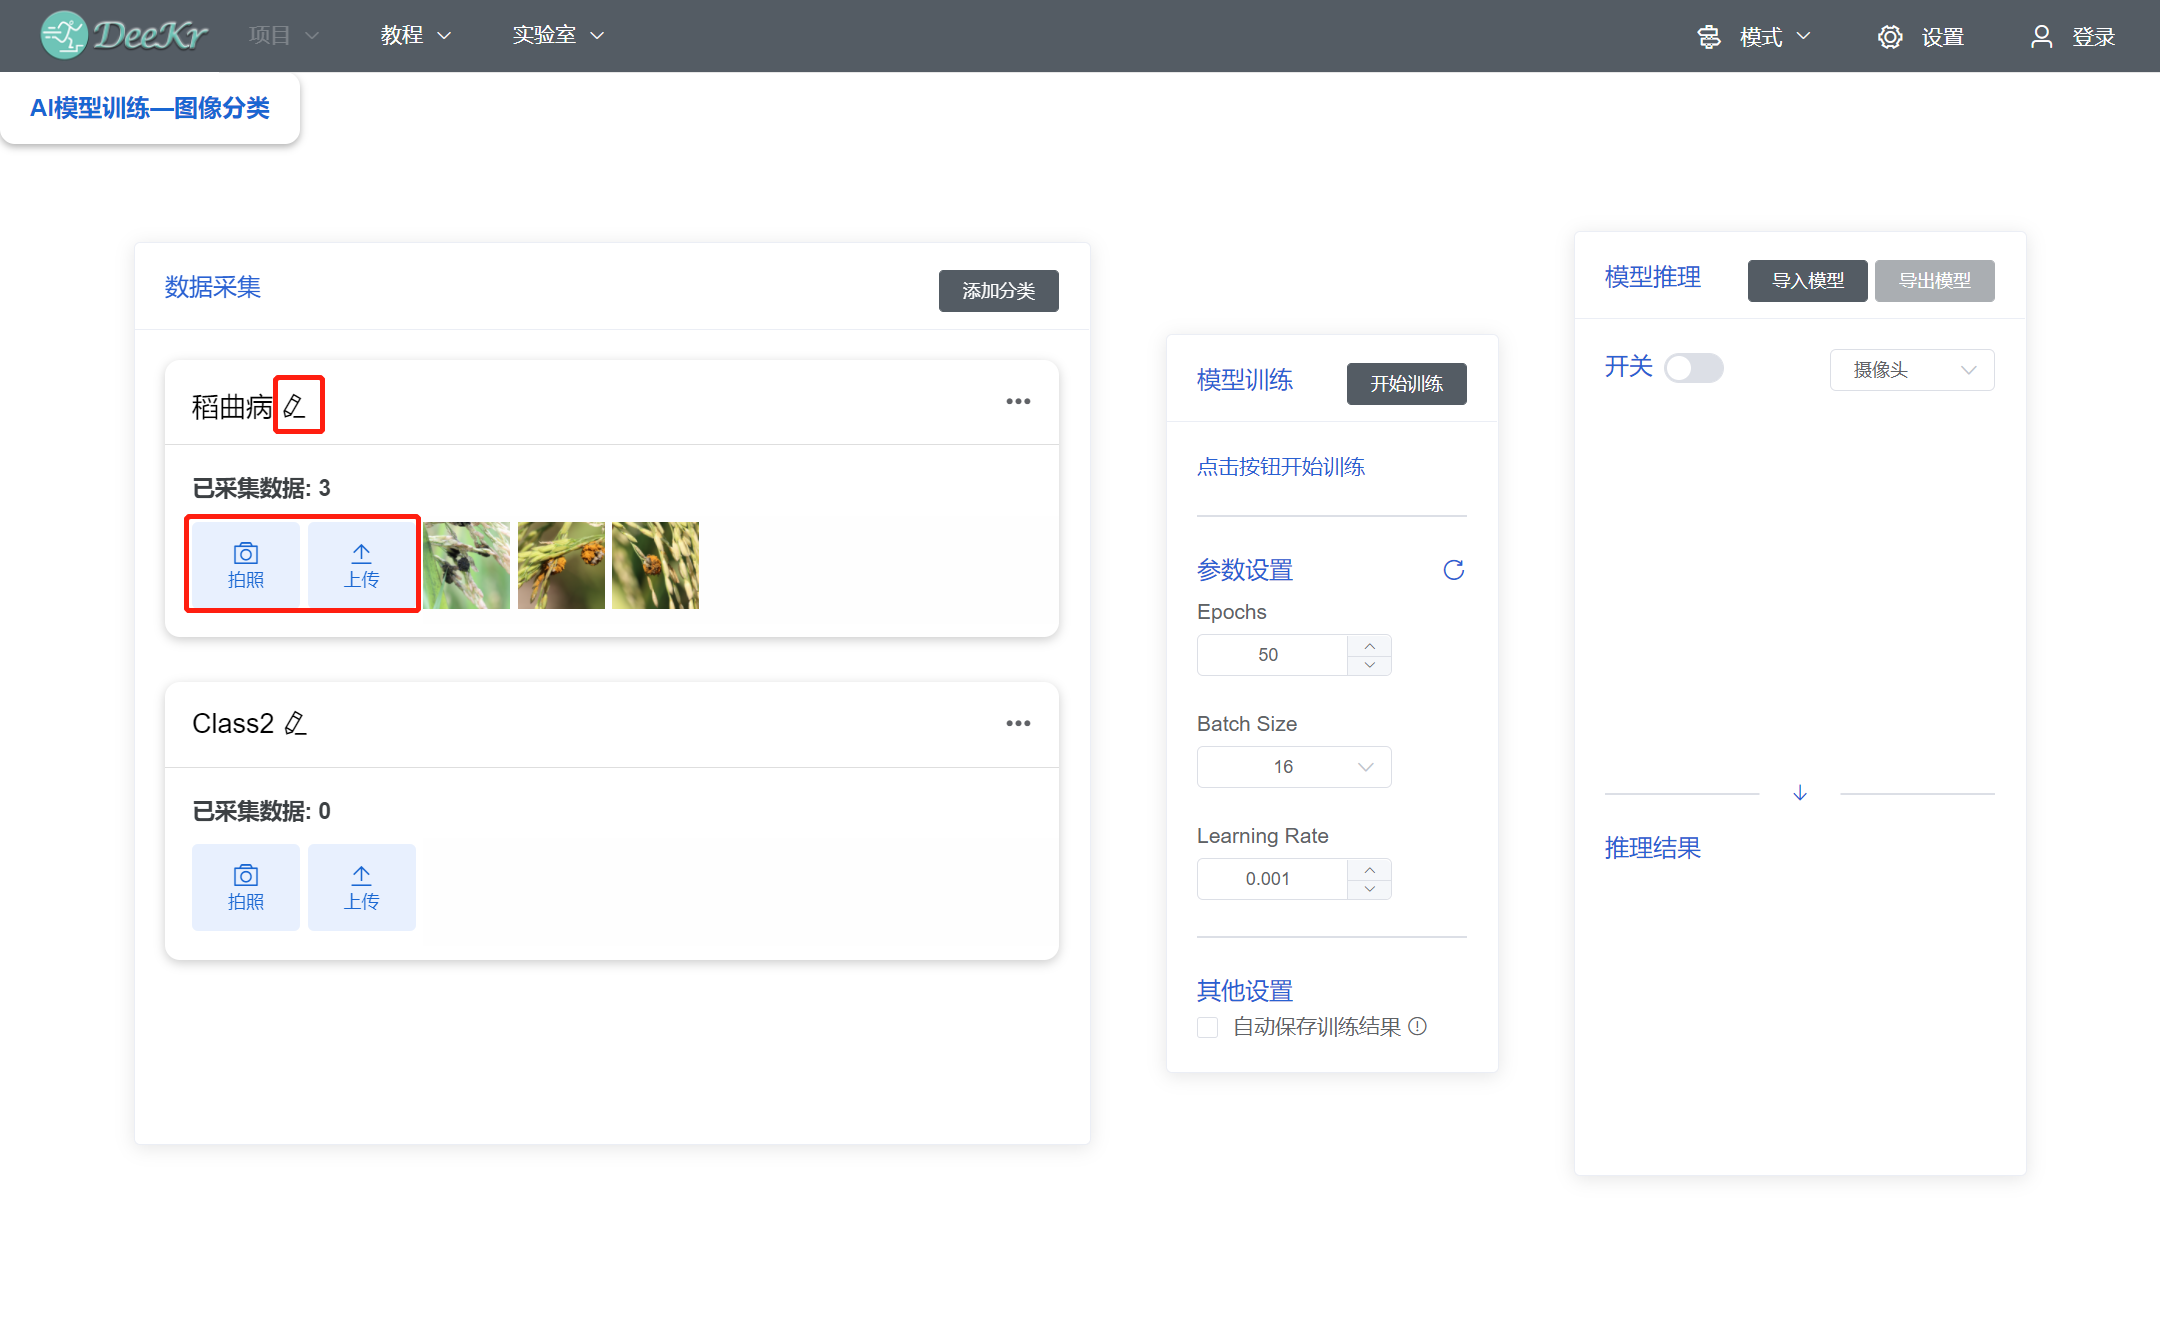 DeeKr 项目 教程 实验室 模式 设置 登录
AI模型训练—图像分类
数据采集 添加分类
稻曲病
已采集数据: 3
拍照 上传
Class2
已采集数据: 0
拍照 上传
模型训练 开始训练
点击按钮开始训练
参数设置
Epochs
50
Batch Size
16
Learning Rate
0.001
其他设置
自动保存训练结果
模型推理 导入模型 导出模型
开关 摄像头
推理结果